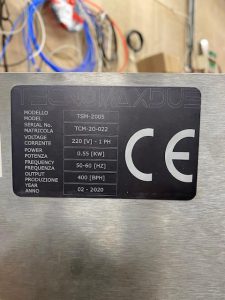 MODELLO
MODEL
TSM-2005
SERIAL No.
MATRICOLA
TCM-20-022
VOLTAGE
CORRENTE
220 [V] - 1 PH
POWER
POTENZA
0.55 [KW]
FREQUENCY
FREQUENZA
50-60 [HZ]
OUTPUT
PRODUZIONE
400 [BPH]
YEAR
ANNO
02 - 2020
CE